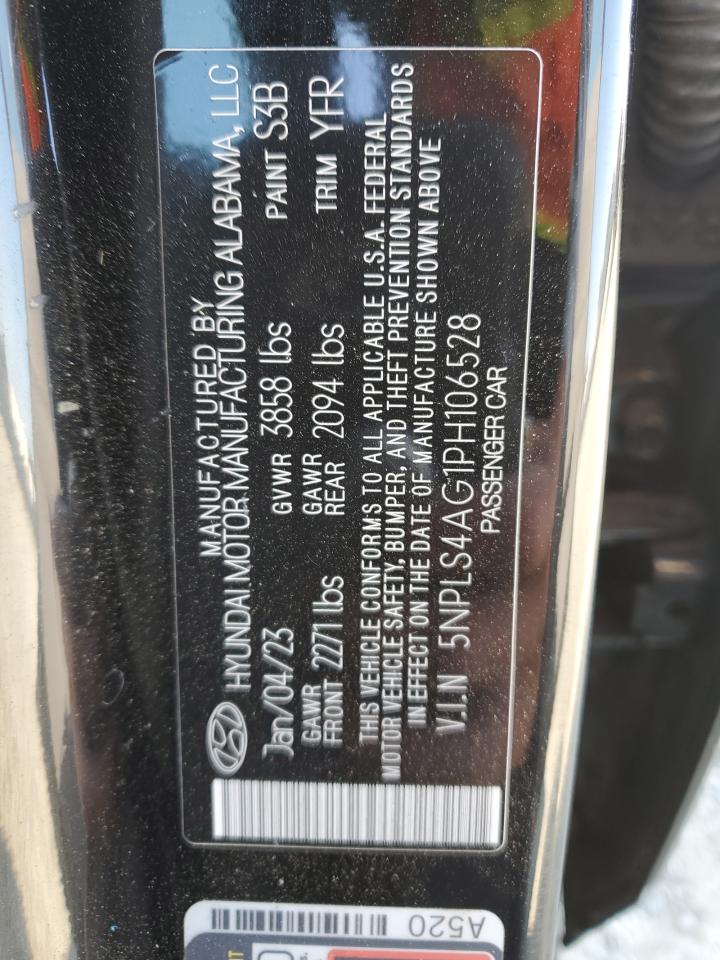 MANUFACTURED BY
HYUNDAI MOTOR MANUFACTURING ALABAMA, LLC
Jan/04/23 GVWR 3858 lbs PAINT S3B
GAWR FRONT 2271 lbs GAWR REAR 2094 lbs TRIM YFR
THIS VEHICLE CONFORMS TO ALL APPLICABLE U.S.A. FEDERAL
MOTOR VEHICLE SAFETY, BUMPER, AND THEFT PREVENTION STANDARDS
IN EFFECT ON THE DATE OF MANUFACTURE SHOWN ABOVE
V.I.N 5NPLS4AG1PH106528
PASSENGER CAR
A520